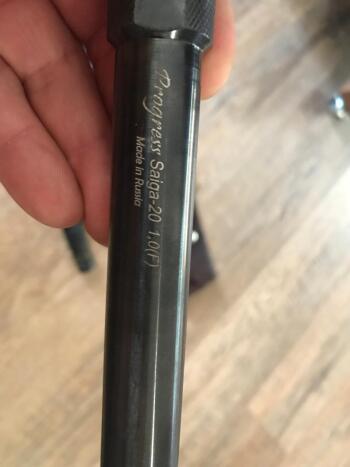 Progress Saiga-20 1,0(F)
Made in Russia